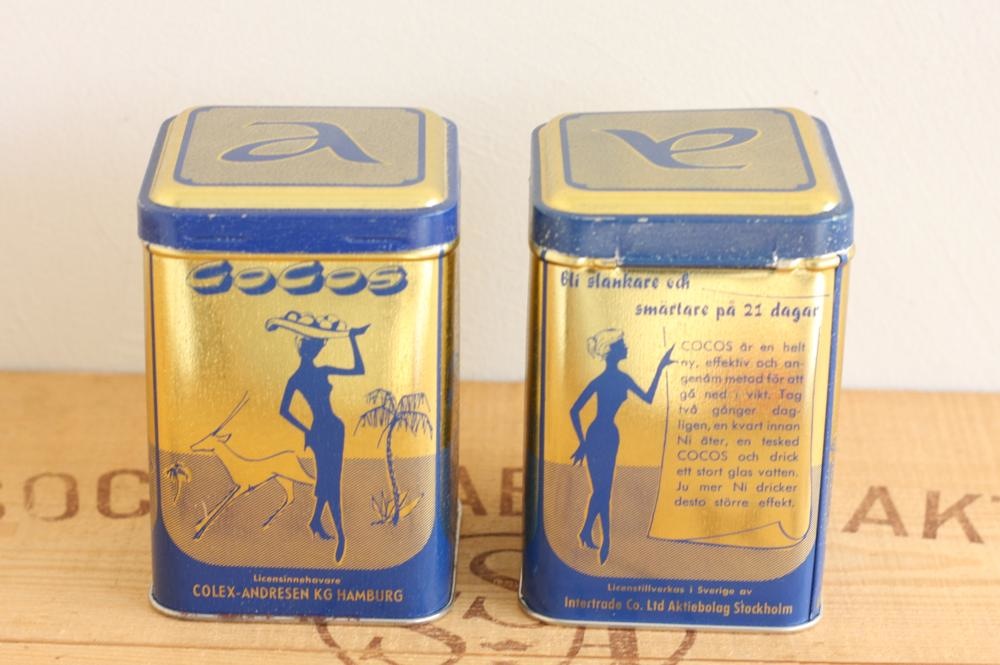 a
COCOS
Licensinnehavare
COLEX-ANDRESEN KG HAMBURG
a
Bli slankare och
smärtare på 21 dagar
COCOS är en helt
ny, effektiv och an-
genäm metod för att
gå ned i vikt. Tag
två gånger dag-
ligen, en kvart innan
Ni äter, en tesked
COCOS och drick
ett stort glas vatten.
Ju mer Ni dricker
desto större effekt.
Licenstillverkas i Sverige av
Intertrade Co. Ltd Aktiebolag Stockholm
SOC
AB
AKT